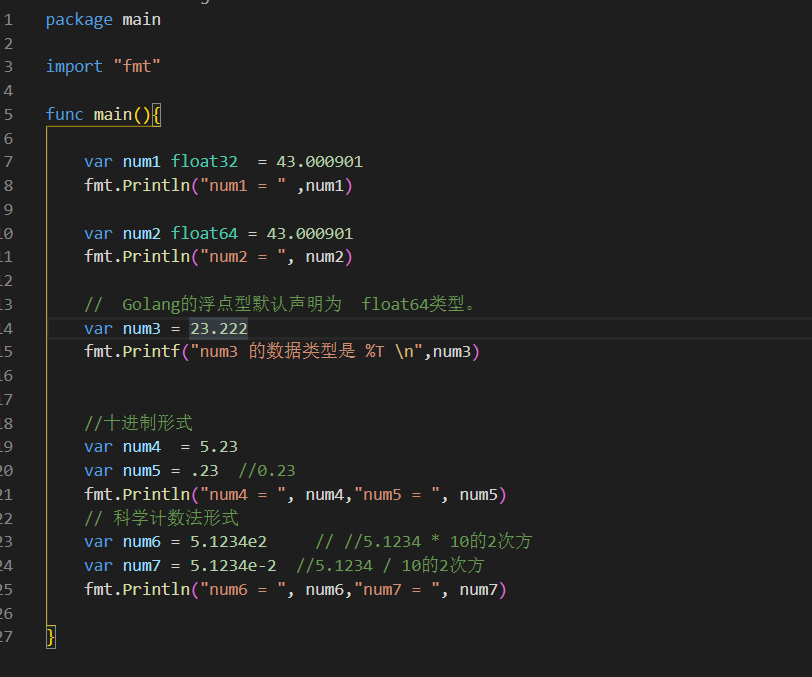 1 package main
2
3 import "fmt"
4
5 func main(){
6
7 var num1 float32  = 43.000901
8 fmt.Println("num1 = " ,num1)
9
10 var num2 float64 = 43.000901
11 fmt.Println("num2 = ", num2)
12
13 //  Golang的浮点型默认声明为  float64类型。
14 var num3 = 23.222
15 fmt.Printf("num3 的数据类型是 %T \n",num3)
16
17
18 //十进制形式
19 var num4  = 5.23
20 var num5 = .23  //0.23
21 fmt.Println("num4 = ", num4,"num5 = ", num5)
22 // 科学计数法形式
23 var num6 = 5.1234e2     // //5.1234 * 10的2次方
24 var num7 = 5.1234e-2  //5.1234 / 10的2次方
25 fmt.Println("num6 = ", num6,"num7 = ", num7)
26
27 }